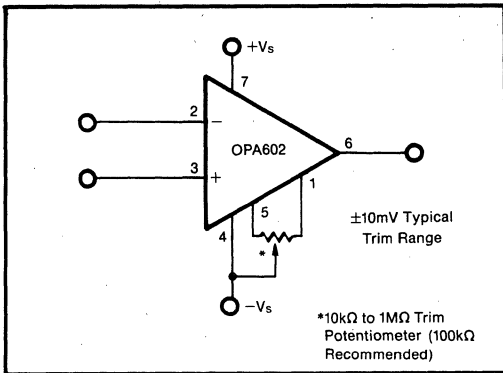 +Vs
7
2
−
OPA602
6
3
+
1
5
4
*
±10mV Typical
Trim Range
−Vs
*10kΩ to 1MΩ Trim
Potentiometer (100kΩ
Recommended)